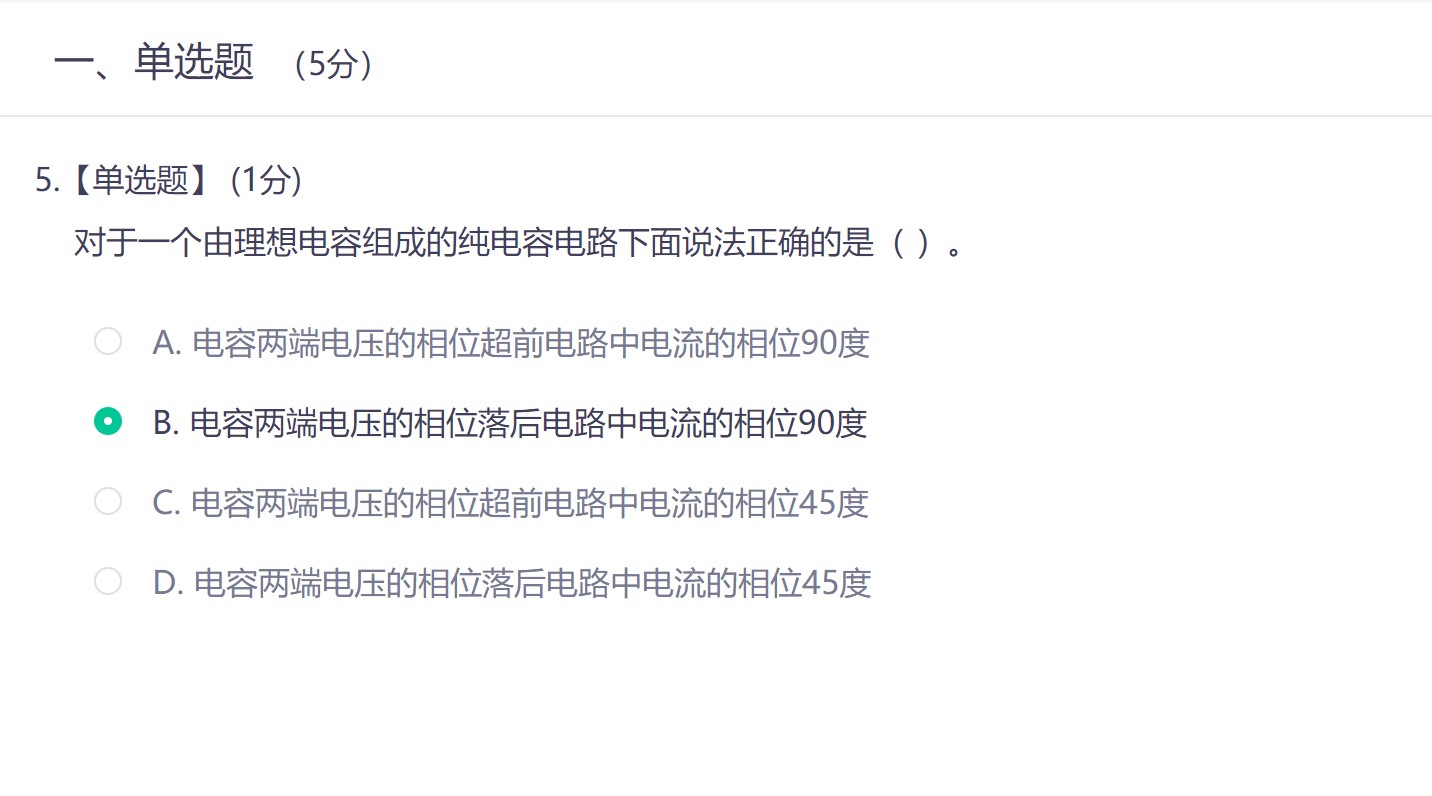 一、单选题 （5分）
5.【单选题】 (1分)
对于一个由理想电容组成的纯电容电路下面说法正确的是（ ）。
A. 电容两端电压的相位超前电路中电流的相位90度
B. 电容两端电压的相位落后电路中电流的相位90度
C. 电容两端电压的相位超前电路中电流的相位45度
D. 电容两端电压的相位落后电路中电流的相位45度